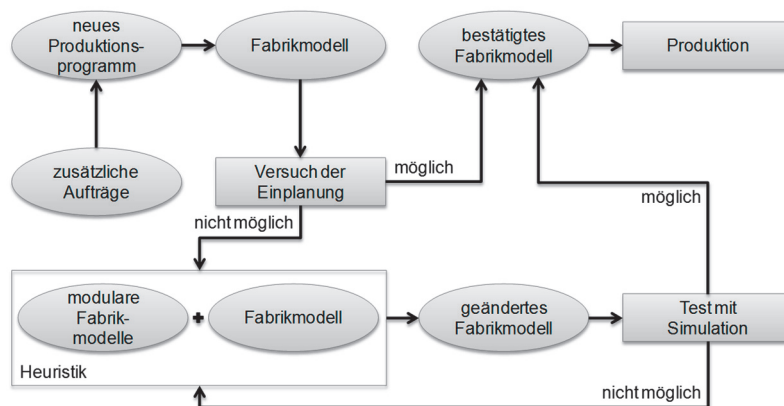 neues
Produktions-
programm
Fabrikmodell
bestätigtes
Fabrikmodell
Produktion
zusätzliche
Aufträge
Versuch der
Einplanung
möglich
nicht möglich
möglich
modulare
Fabrik-
modelle
+
Fabrikmodell
geändertes
Fabrikmodell
Test mit
Simulation
Heuristik
nicht möglich